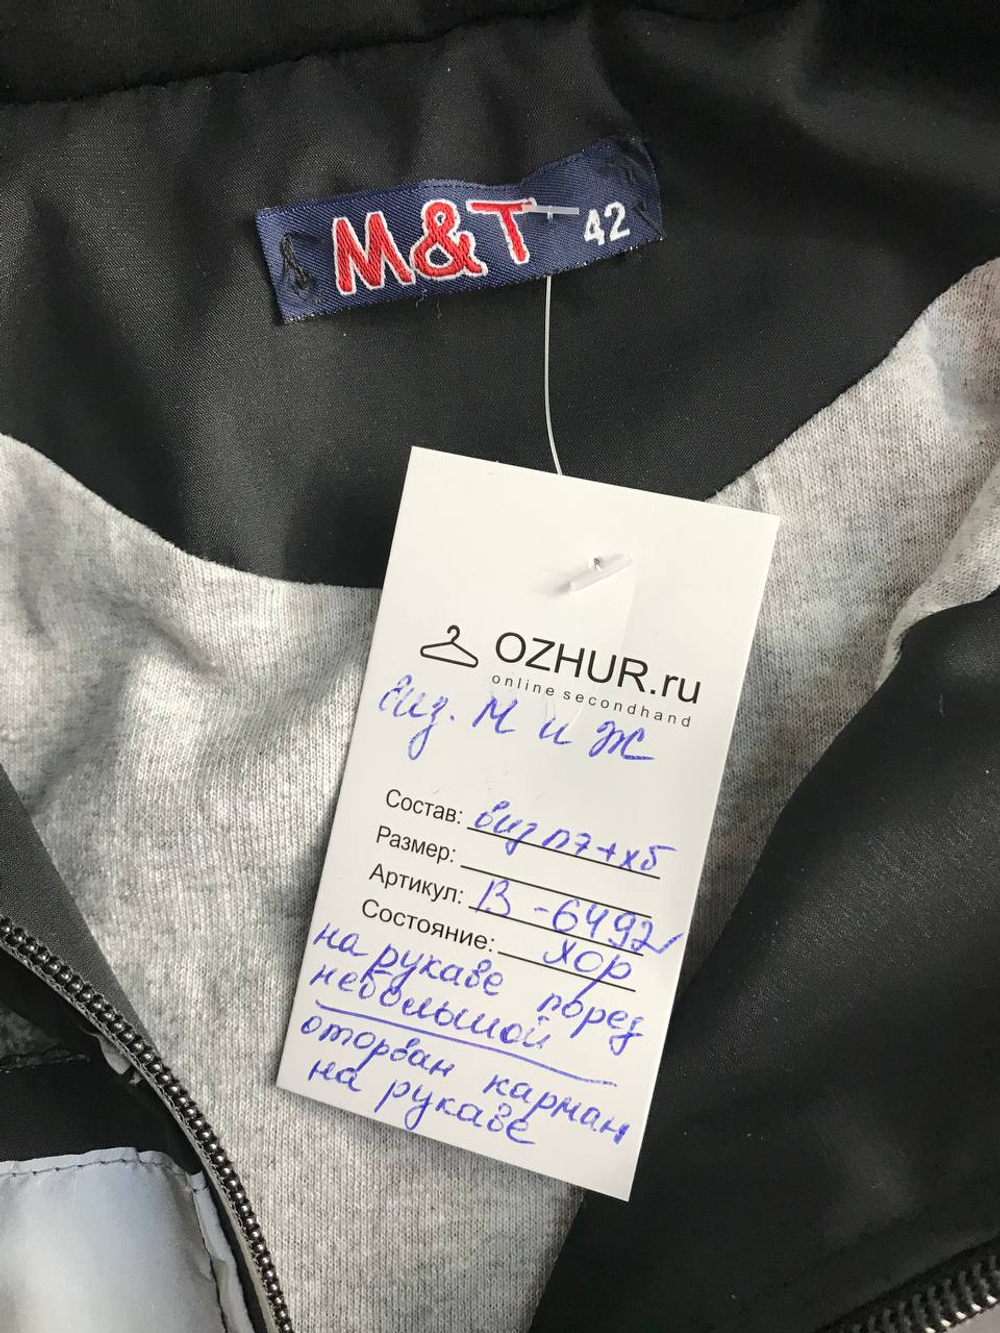 M&T 42
OZHUR.ru
online secondhand
виз. М и Ж
Состав: виз пэ+хб
Размер:
Артикул: В-6492
Состояние: хор
на рукаве порез
небольшой
оторван карман
на рукаве